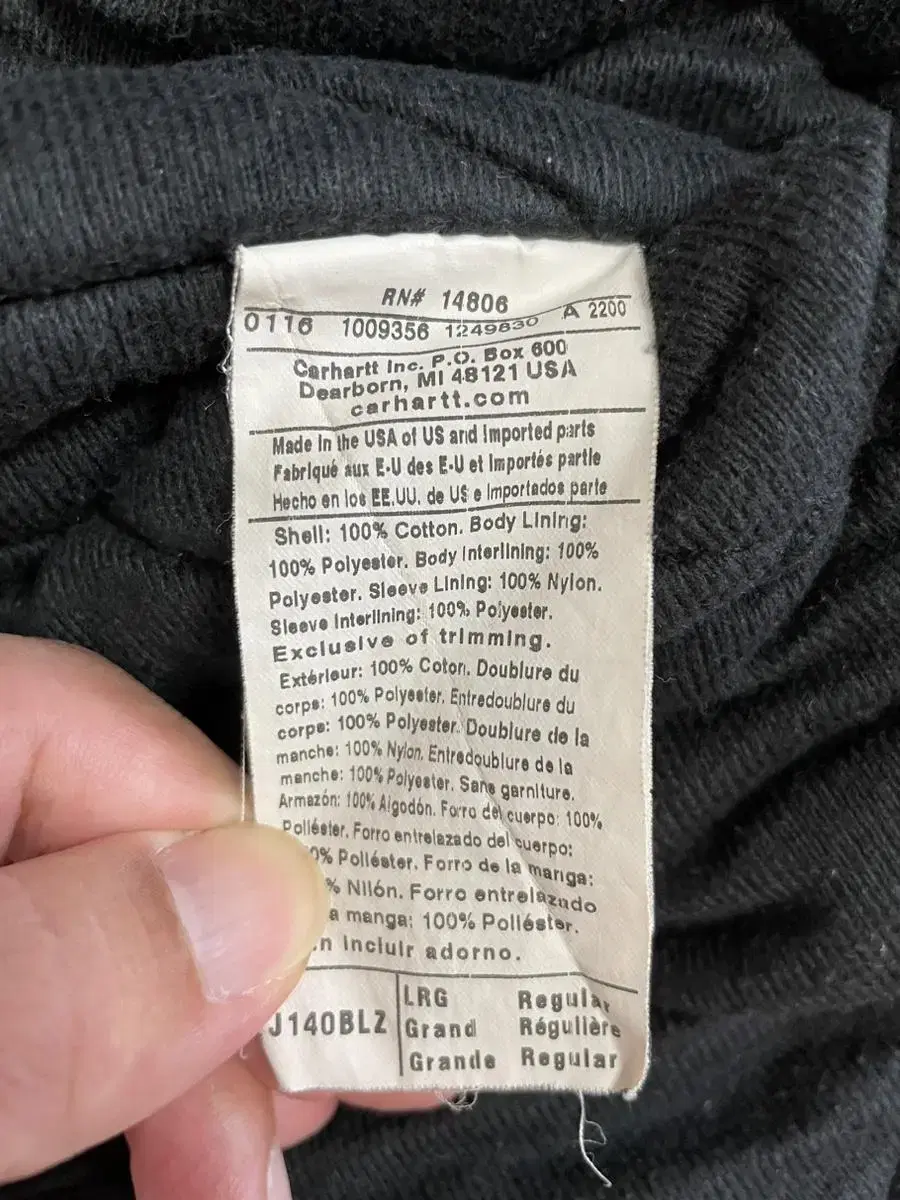 RN# 14806
0116 1009356 1249830 A 2200
Carhartt Inc. P.O. Box 600
Dearborn, MI 48121 USA
carhartt.com
Made in the USA of US and Imported parts
Fabriqué aux E-U des E-U et Importés partie
Hecho en los EE.UU. de US e Importados parte
Shell: 100% Cotton. Body Lining:
100% Polyester. Body Interlining: 100%
Polyester. Sleeve Lining: 100% Nylon.
Sleeve Interlining: 100% Polyester.
Exclusive of trimming.
Extérieur: 100% Coton. Doublure du
corps: 100% Polyester. Entredoublure du
corps: 100% Polyester. Doublure de la
manche: 100% Nylon. Entredoublure de la
manche: 100% Polyester. Sans garniture.
Armazón: 100% Algodón. Forro del cuerpo: 100%
Poliéster. Forro entrelazado del cuerpo:
0% Poliéster. Forro de la manga:
% Nilón. Forro entrelazado
a manga: 100% Poliéster.
n incluir adorno.
J140BLZ
LRG Regular
Grand Régulière
Grande Regular